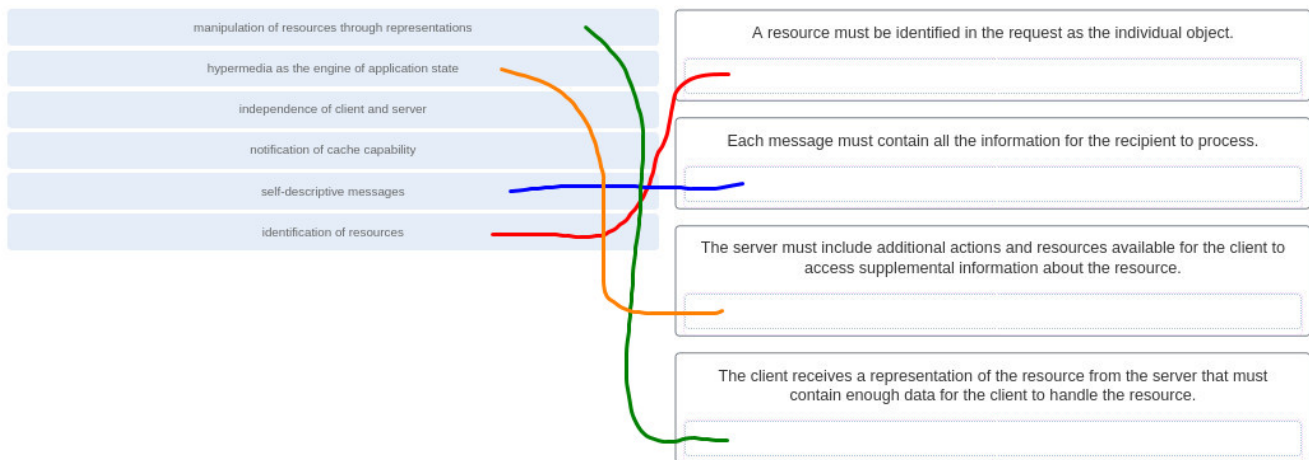 manipulation of resources through representations
hypermedia as the engine of application state
independence of client and server
notification of cache capability
self-descriptive messages
identification of resources
A resource must be identified in the request as the individual object.
Each message must contain all the information for the recipient to process.
The server must include additional actions and resources available for the client to
access supplemental information about the resource.
The client receives a representation of the resource from the server that must
contain enough data for the client to handle the resource.